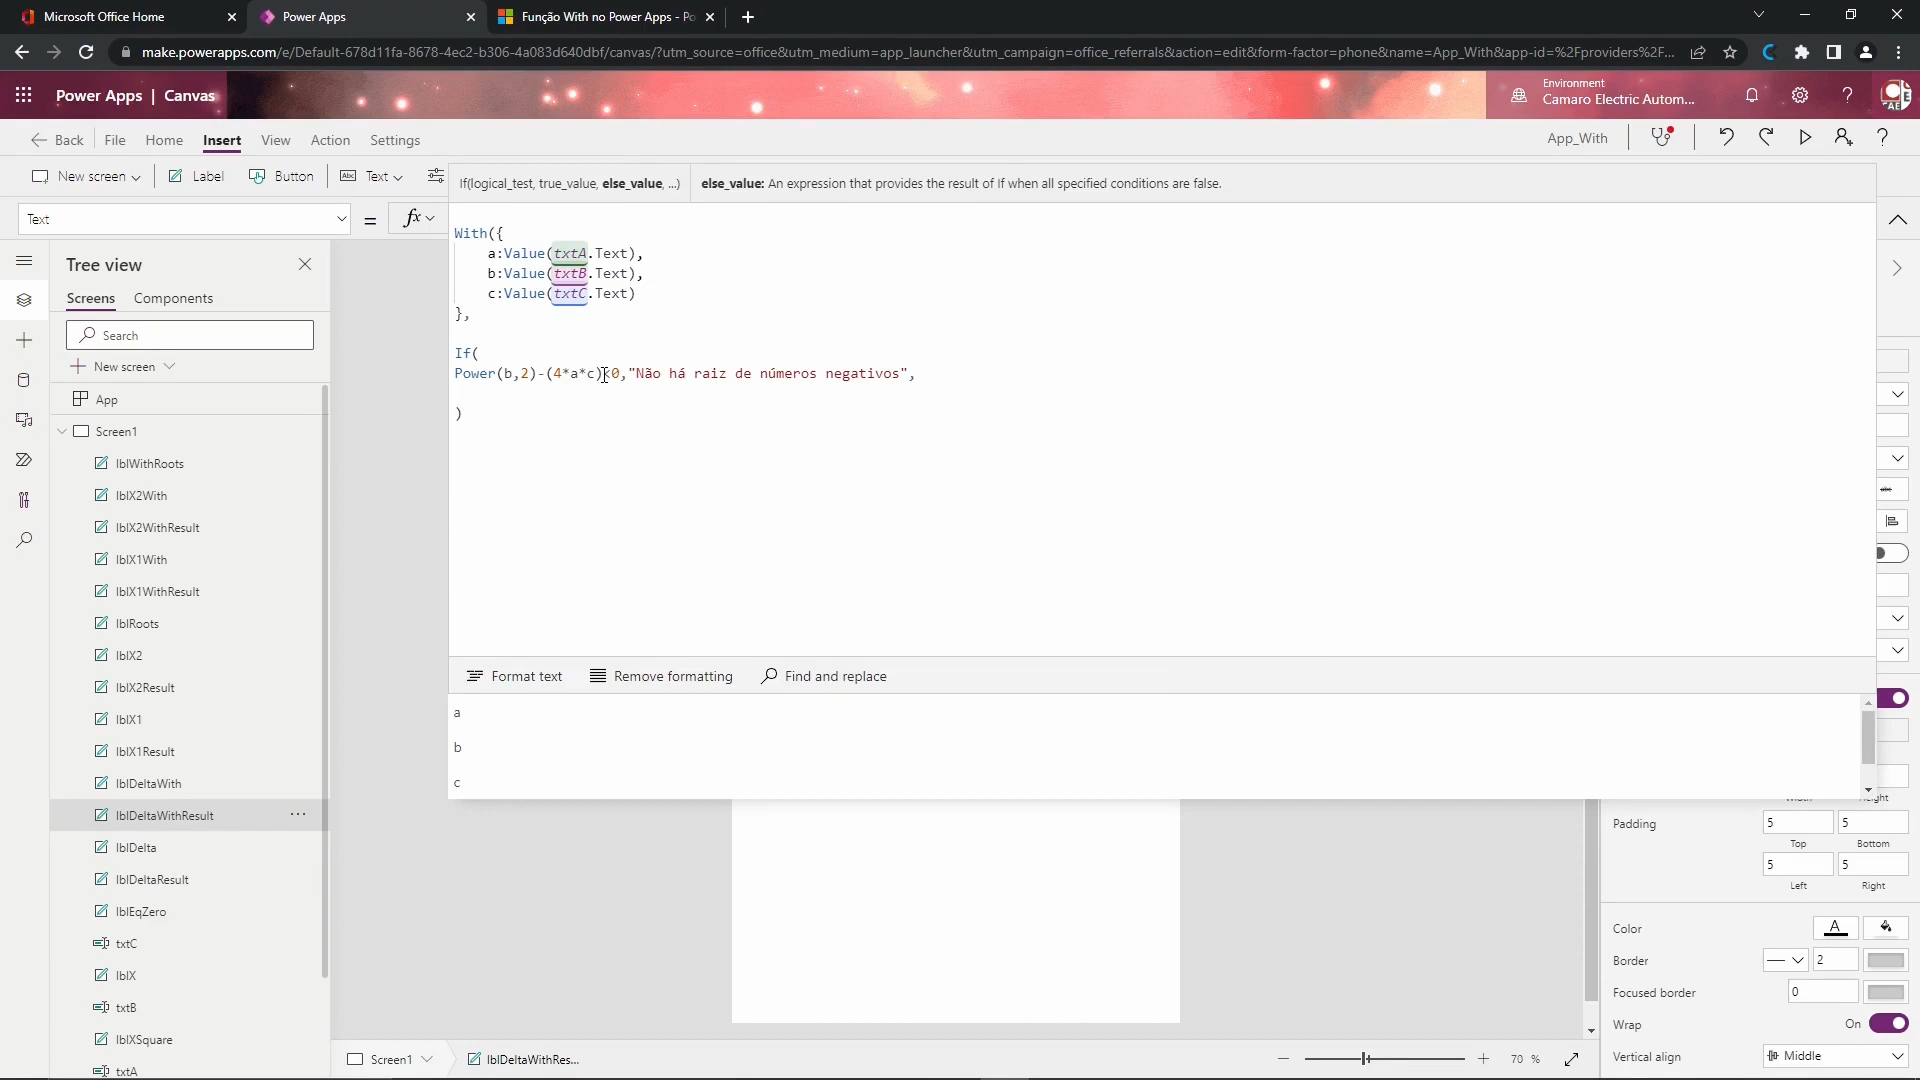 Microsoft Office Home
Power Apps
Função With no Power Apps - Po
make.powerapps.com/e/Default-678d11fa-8678-4ec2-b306-4a083d640dbf/canvas/?utm_source=office&utm_medium=app_launcher&utm_campaign=office_referrals&action=edit&form-factor=phone&name=App_With&app-id=%2Fproviders%2F...
Power Apps | Canvas
Environment
Camaro Electric Autom...
AE
Back
File
Home
Insert
View
Action
Settings
App_With
New screen
Label
Button
Abc
Text
If(logical_test, true_value, else_value, ...)
else_value: An expression that provides the result of If when all specified conditions are false.
Text
=
fx
With({
a:Value(txtA.Text),
b:Value(txtB.Text),
c:Value(txtC.Text)
},
If(
Power(b,2)-(4*a*c)<0,"Não há raiz de números negativos",
)
Tree view
Screens
Components
Search
New screen
App
Screen1
lblWithRoots
lblX2With
lblX2WithResult
lblX1With
lblX1WithResult
lblRoots
lblX2
lblX2Result
lblX1
lblX1Result
lblDeltaWith
lblDeltaWithResult
lblDelta
lblDeltaResult
lblEqZero
txtC
lblX
txtB
lblXSquare
txtA
Format text
Remove formatting
Find and replace
a
b
c
Padding
5
5
Top
Bottom
5
5
Left
Right
Color
A
Border
2
Focused border
0
Wrap
On
Vertical align
Middle
Screen1
lblDeltaWithRes...
70 %